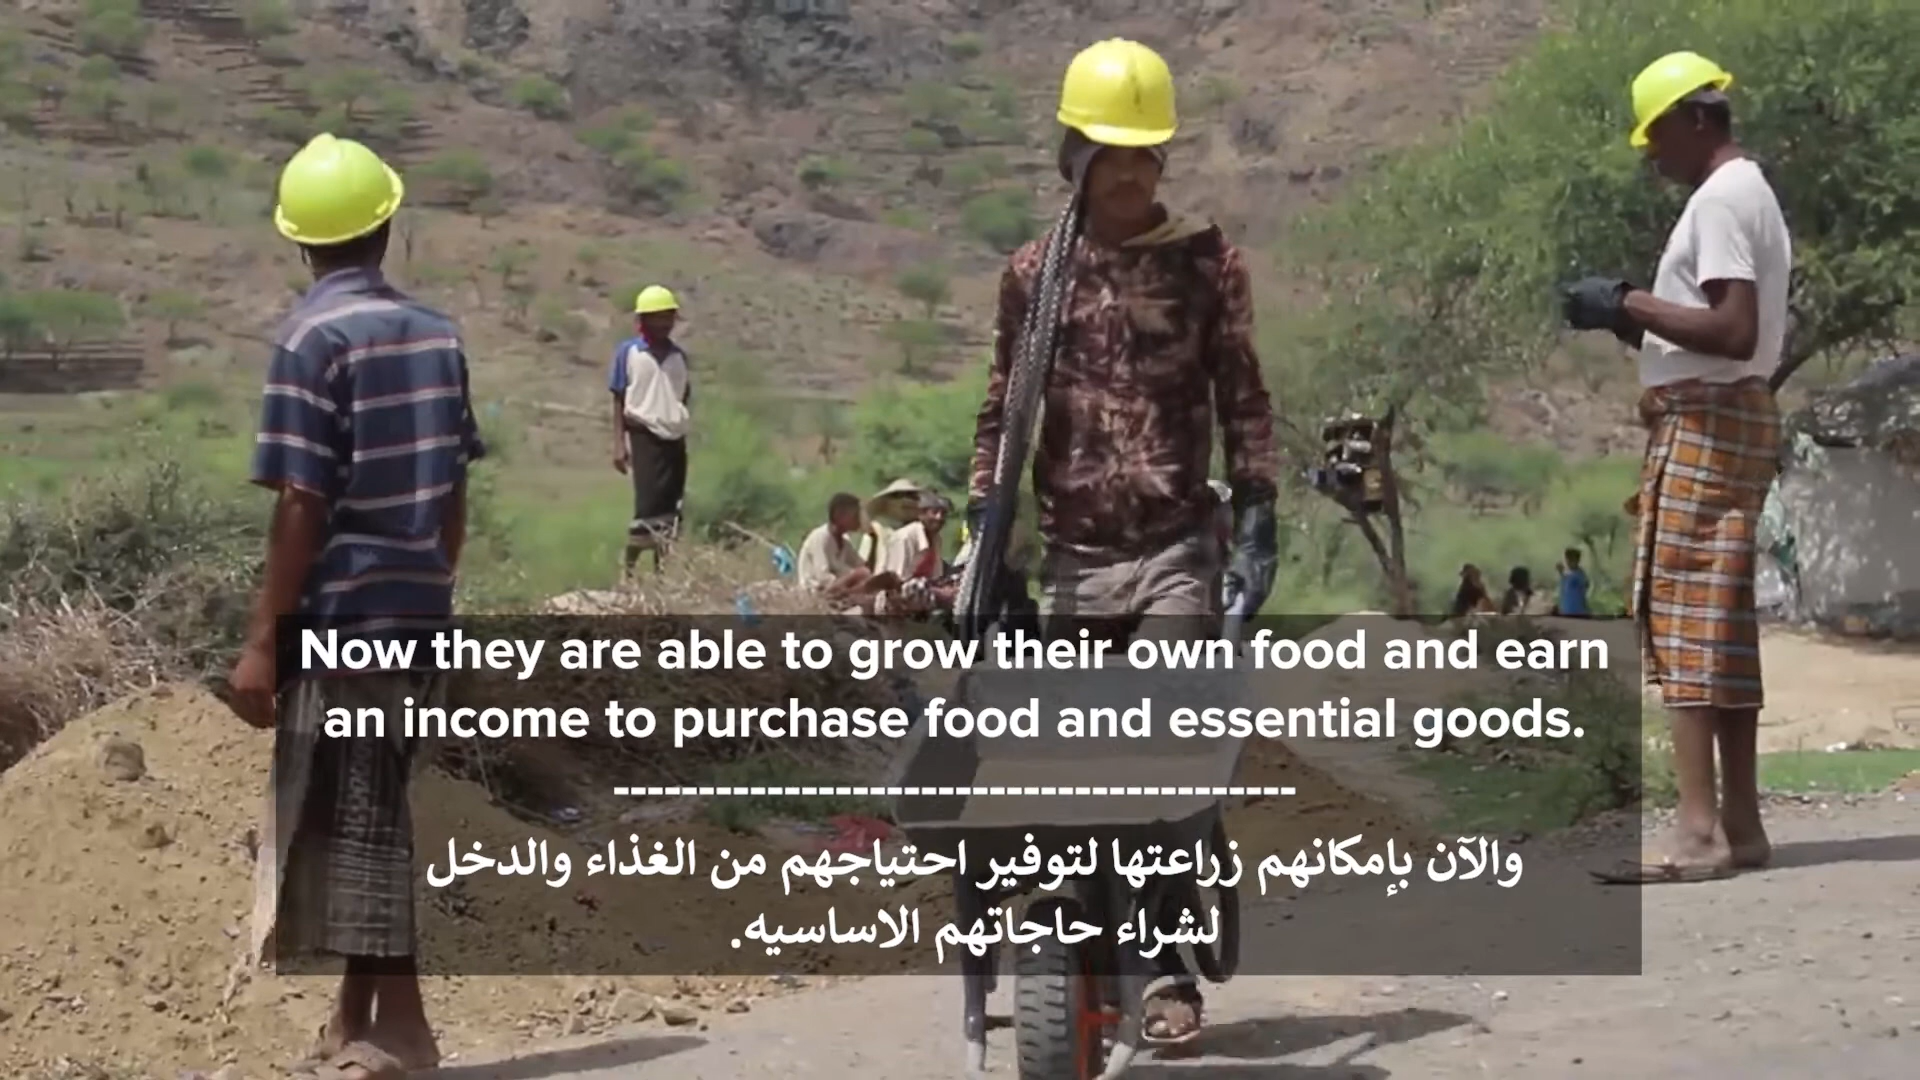 Now they are able to grow their own food and earn
an income to purchase food and essential goods.
----------------------------------------
والآن بإمكانهم زراعتها لتوفير احتياجهم من الغذاء والدخل
لشراء حاجاتهم الاساسيه.